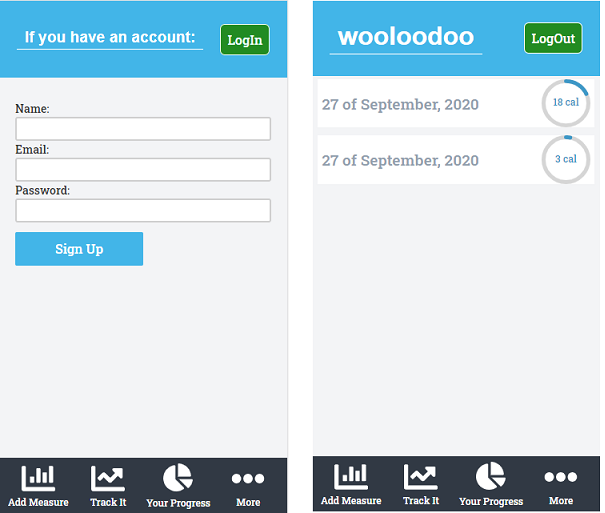 If you have an account:
LogIn
Name:
Email:
Password:
Sign Up
Add Measure
Track It
Your Progress
More
wooloodoo
LogOut
27 of September, 2020
18 cal
27 of September, 2020
3 cal
Add Measure
Track It
Your Progress
More